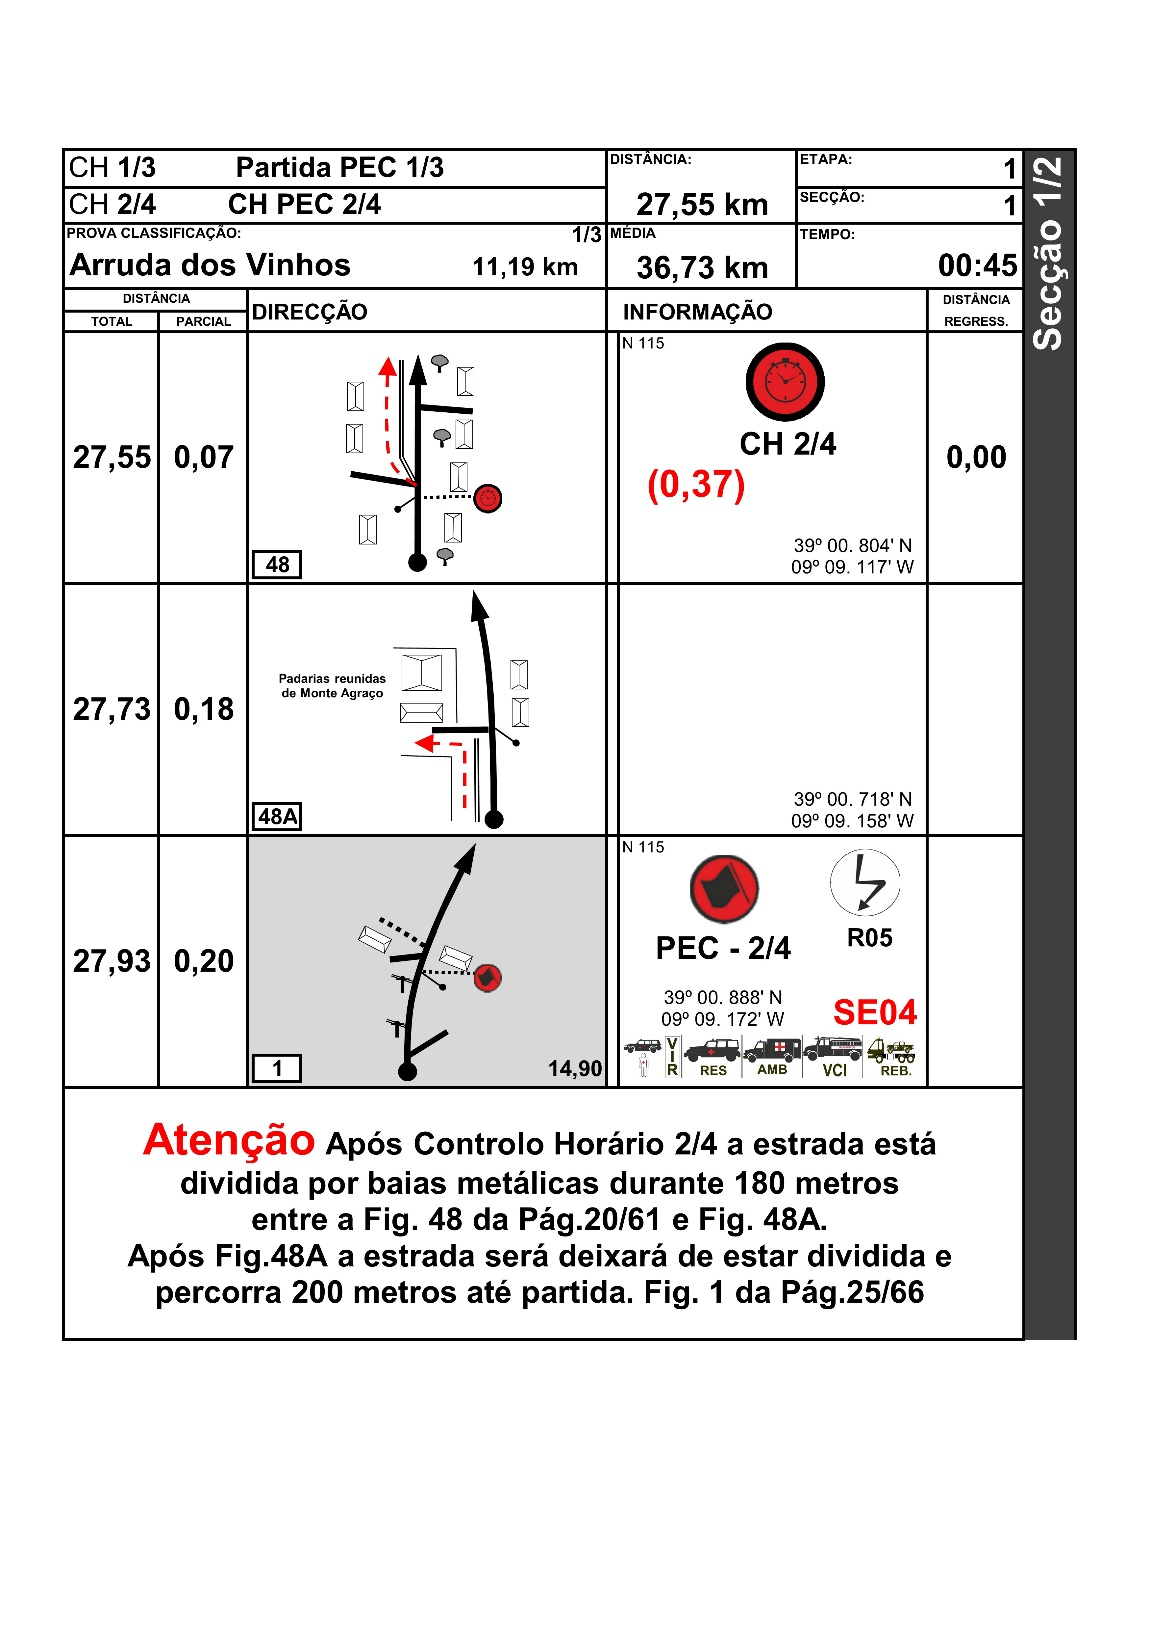 CH 1/3 Partida PEC 1/3
CH 2/4 CH PEC 2/4
DISTÂNCIA:
27,55 km
ETAPA:
1
SECÇÃO:
1
PROVA CLASSIFICAÇÃO:
1/3
Arruda dos Vinhos 11,19 km
MÉDIA
36,73 km
TEMPO:
00:45
Secção 1/2
DISTÂNCIA
TOTAL PARCIAL
DIRECÇÃO
INFORMAÇÃO
DISTÂNCIA
REGRESS.
27,55 0,07
48
N 115
CH 2/4
(0,37)
39º 00. 804' N
09º 09. 117' W
0,00
27,73 0,18
Padarias reunidas
de Monte Agraço
48A
39º 00. 718' N
09º 09. 158' W
27,93 0,20
1
14,90
N 115
PEC - 2/4
R05
39º 00. 888' N
09º 09. 172' W
SE04
VIR RES AMB VCI REB.
Atenção Após Controlo Horário 2/4 a estrada está
dividida por baias metálicas durante 180 metros
entre a Fig. 48 da Pág.20/61 e Fig. 48A.
Após Fig.48A a estrada será deixará de estar dividida e
percorra 200 metros até partida. Fig. 1 da Pág.25/66